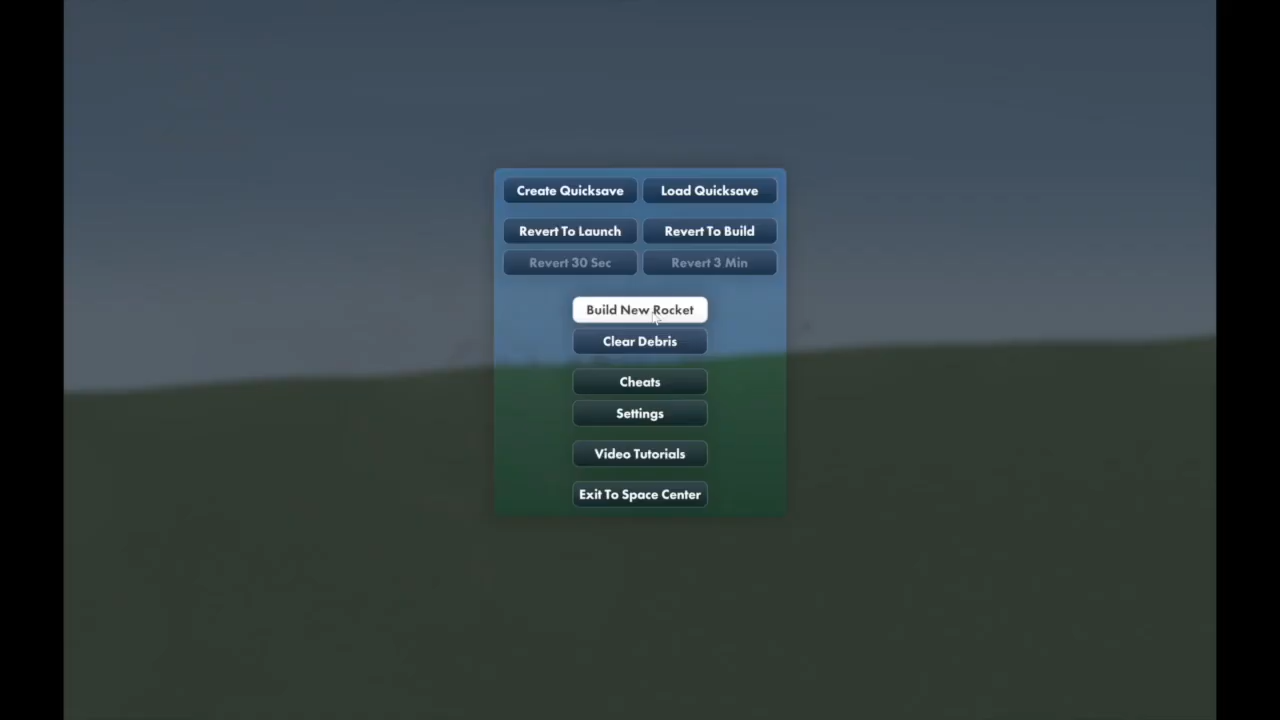 Create Quicksave Load Quicksave
Revert To Launch Revert To Build
Revert 30 Sec Revert 3 Min
Build New Rocket
Clear Debris
Cheats
Settings
Video Tutorials
Exit To Space Center